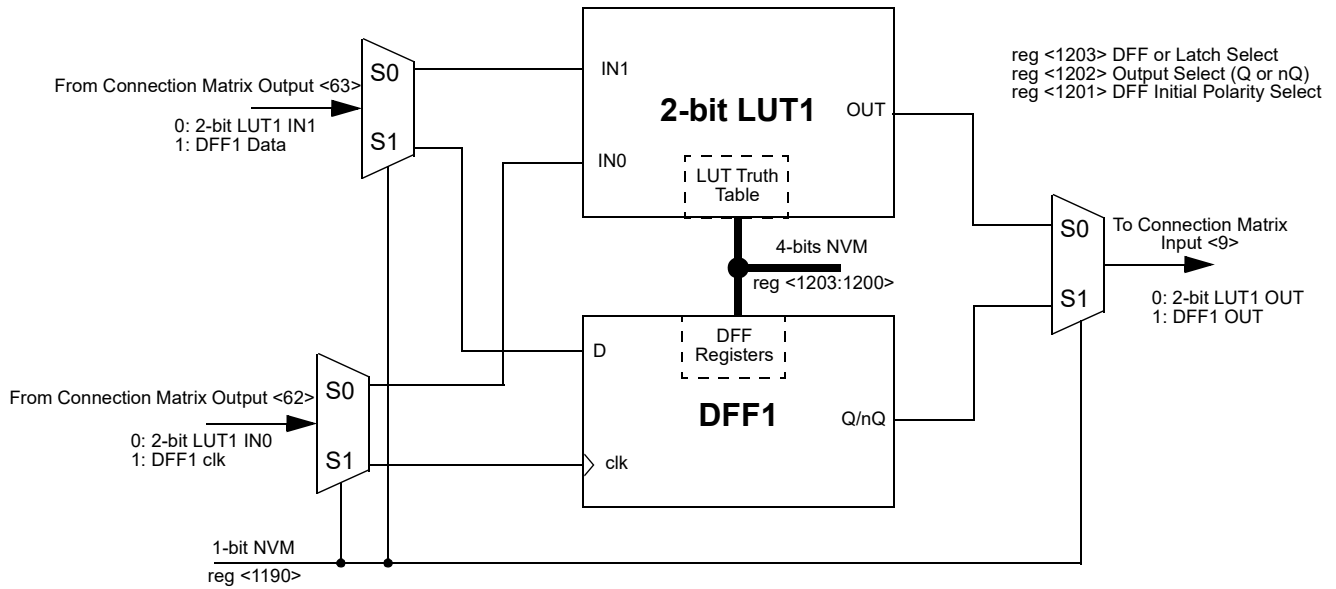 reg <1203> DFF or Latch Select
reg <1202> Output Select (Q or nQ)
reg <1201> DFF Initial Polarity Select
From Connection Matrix Output <63>
0: 2-bit LUT1 IN1
1: DFF1 Data
S0
S1
IN1
2-bit LUT1
OUT
IN0
LUT Truth
Table
4-bits NVM
reg <1203:1200>
S0
S1
To Connection Matrix
Input <9>
0: 2-bit LUT1 OUT
1: DFF1 OUT
DFF
Registers
D
DFF1
Q/nQ
clk
From Connection Matrix Output <62>
0: 2-bit LUT1 IN0
1: DFF1 clk
S0
S1
1-bit NVM
reg <1190>